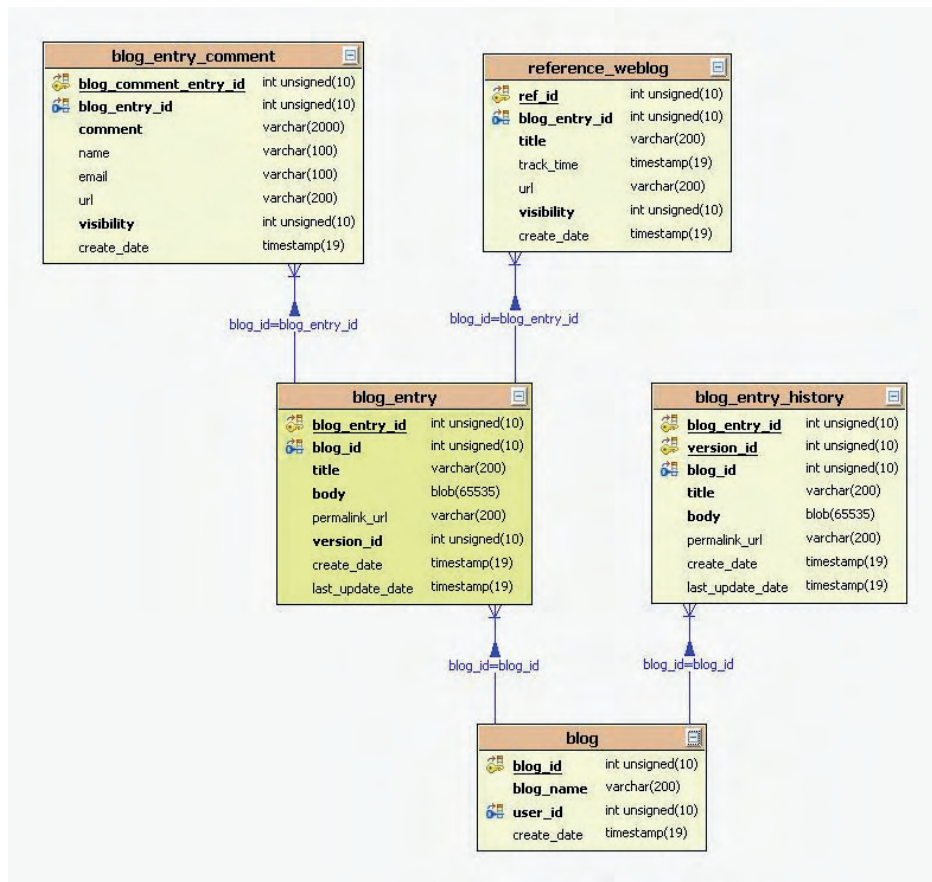 blog_entry_comment
blog_comment_entry_id int unsigned(10)
blog_entry_id int unsigned(10)
comment varchar(2000)
name varchar(100)
email varchar(100)
url varchar(200)
visibility int unsigned(10)
create_date timestamp(19)
reference_weblog
ref_id int unsigned(10)
blog_entry_id int unsigned(10)
title varchar(200)
track_time timestamp(19)
url varchar(200)
visibility int unsigned(10)
create_date timestamp(19)
blog_id=blog_entry_id
blog_id=blog_entry_id
blog_entry
blog_entry_id int unsigned(10)
blog_id int unsigned(10)
title varchar(200)
body blob(65535)
permalink_url varchar(200)
version_id int unsigned(10)
create_date timestamp(19)
last_update_date timestamp(19)
blog_entry_history
blog_entry_id int unsigned(10)
version_id int unsigned(10)
blog_id int unsigned(10)
title varchar(200)
body blob(65535)
permalink_url varchar(200)
create_date timestamp(19)
last_update_date timestamp(19)
blog_id=blog_id
blog_id=blog_id
blog
blog_id int unsigned(10)
blog_name varchar(200)
user_id int unsigned(10)
create_date timestamp(19)